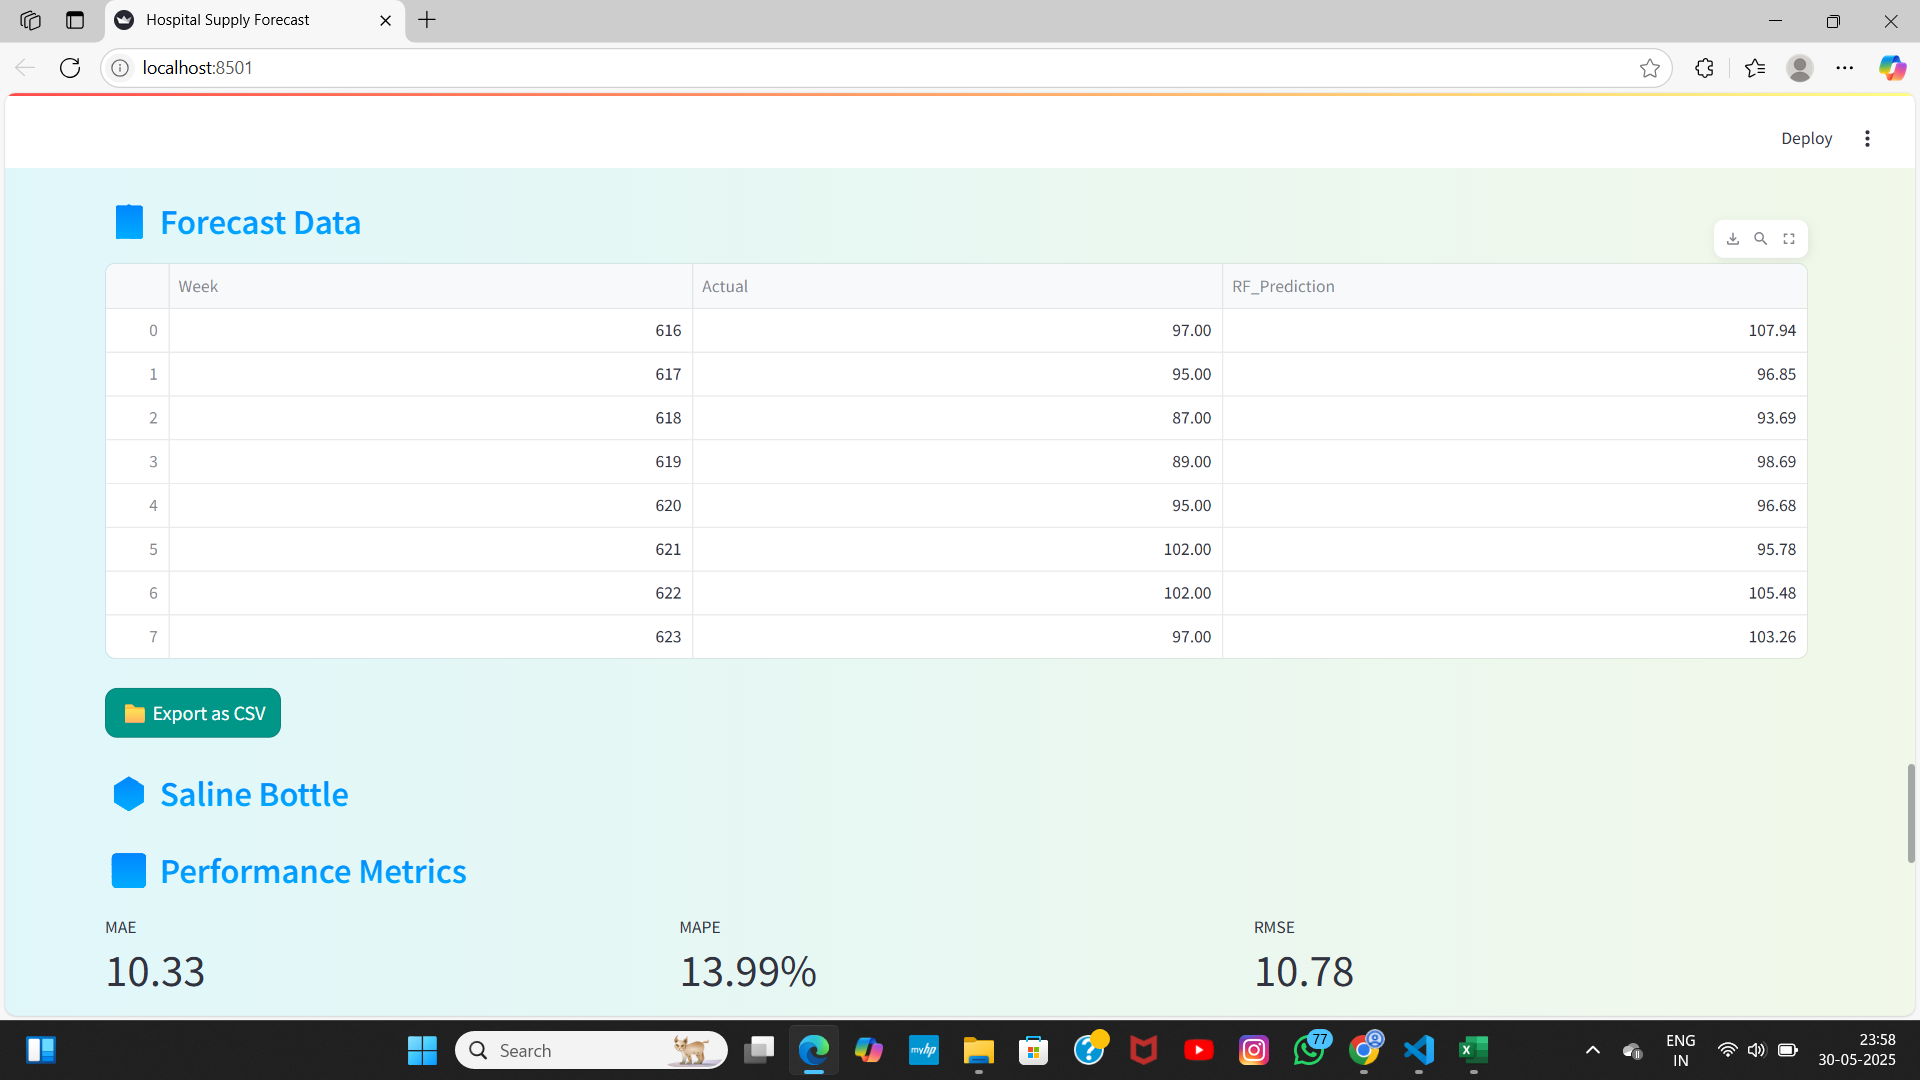 Hospital Supply Forecast
localhost:8501
Deploy
Forecast Data
Week Actual RF_Prediction
0 616 97.00 107.94
1 617 95.00 96.85
2 618 87.00 93.69
3 619 89.00 98.69
4 620 95.00 96.68
5 621 102.00 95.78
6 622 102.00 105.48
7 623 97.00 103.26
Export as CSV
Saline Bottle
Performance Metrics
MAE MAPE RMSE
10.33 13.99% 10.78
Search
myhp
77
ENG
IN
23:58
30-05-2025